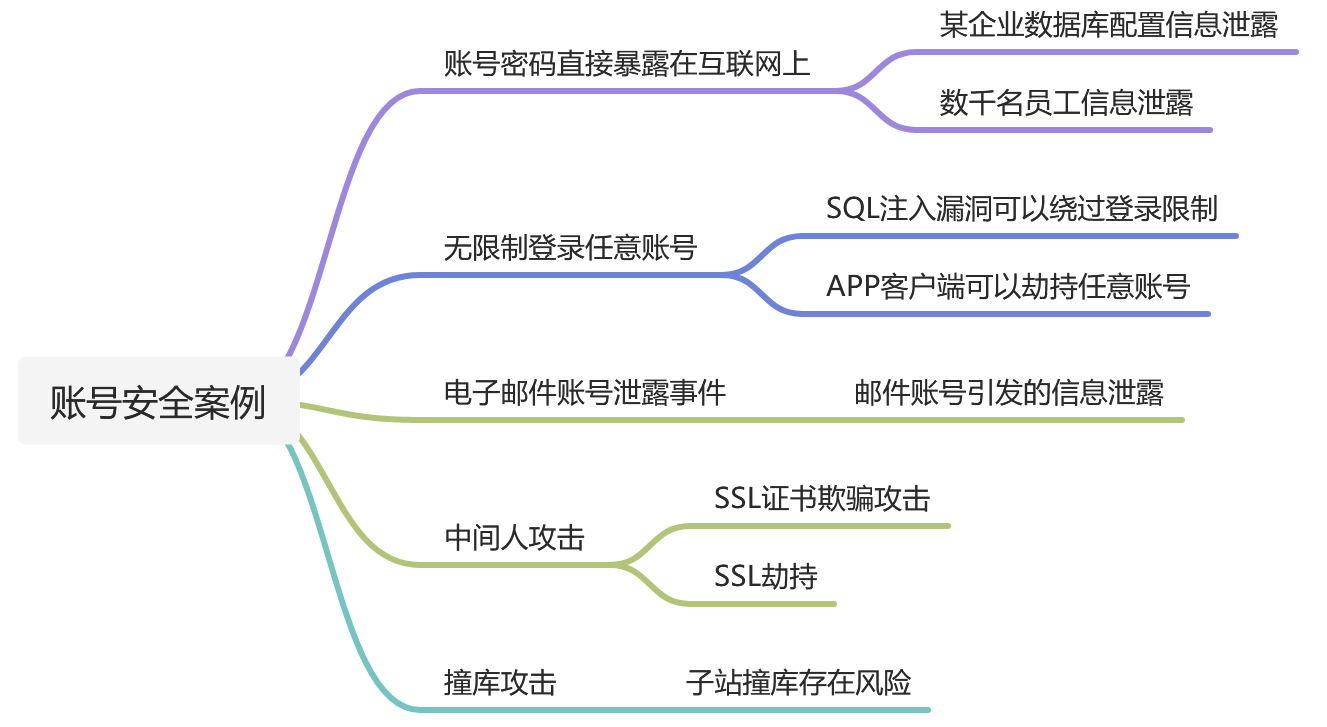 账号安全案例
账号密码直接暴露在互联网上
某企业数据库配置信息泄露
数千名员工信息泄露
无限制登录任意账号
SQL注入漏洞可以绕过登录限制
APP客户端可以劫持任意账号
电子邮件账号泄露事件
邮件账号引发的信息泄露
中间人攻击
SSL证书欺骗攻击
SSL劫持
撞库攻击
子站撞库存在风险